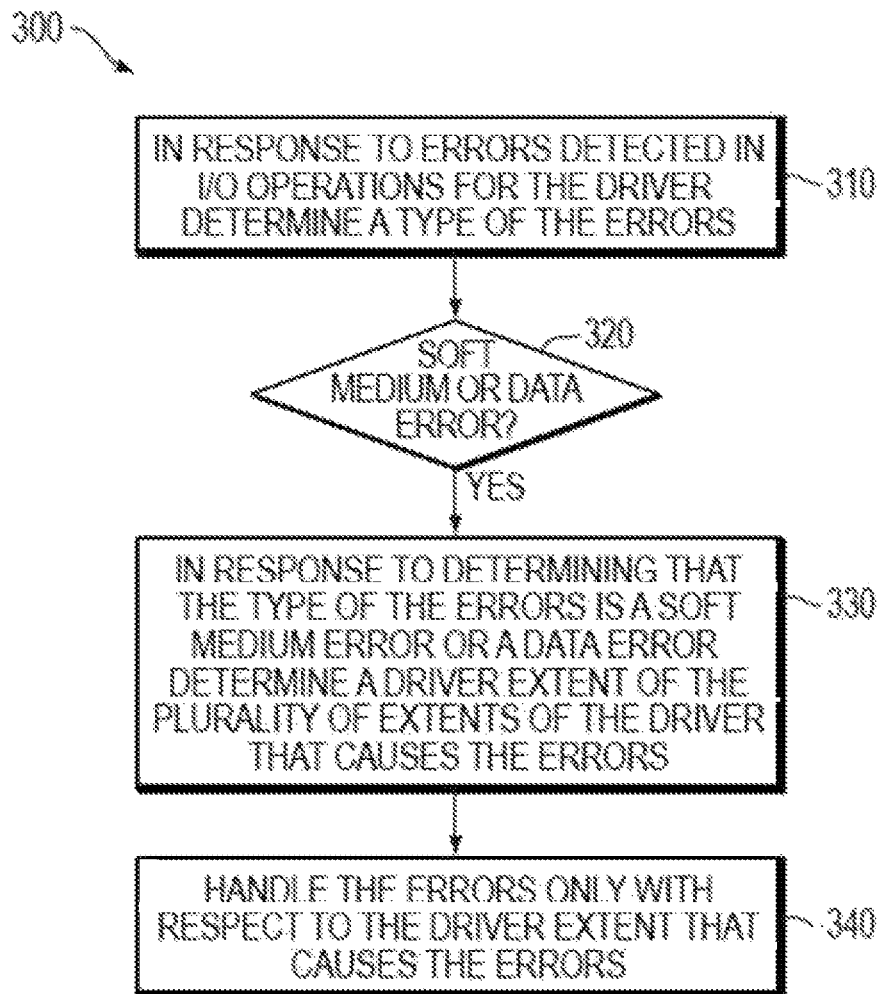 300
IN RESPONSE TO ERRORS DETECTED IN
I/O OPERATIONS FOR THE DRIVER
DETERMINE A TYPE OF THE ERRORS
310
320
SOFT
MEDIUM OR DATA
ERROR?
YES
IN RESPONSE TO DETERMINING THAT
THE TYPE OF THE ERRORS IS A SOFT
MEDIUM ERROR OR A DATA ERROR
DETERMINE A DRIVER EXTENT OF THE
PLURALITY OF EXTENTS OF THE DRIVER
THAT CAUSES THE ERRORS
330
HANDLE THE ERRORS ONLY WITH
RESPECT TO THE DRIVER EXTENT THAT
CAUSES THE ERRORS
340